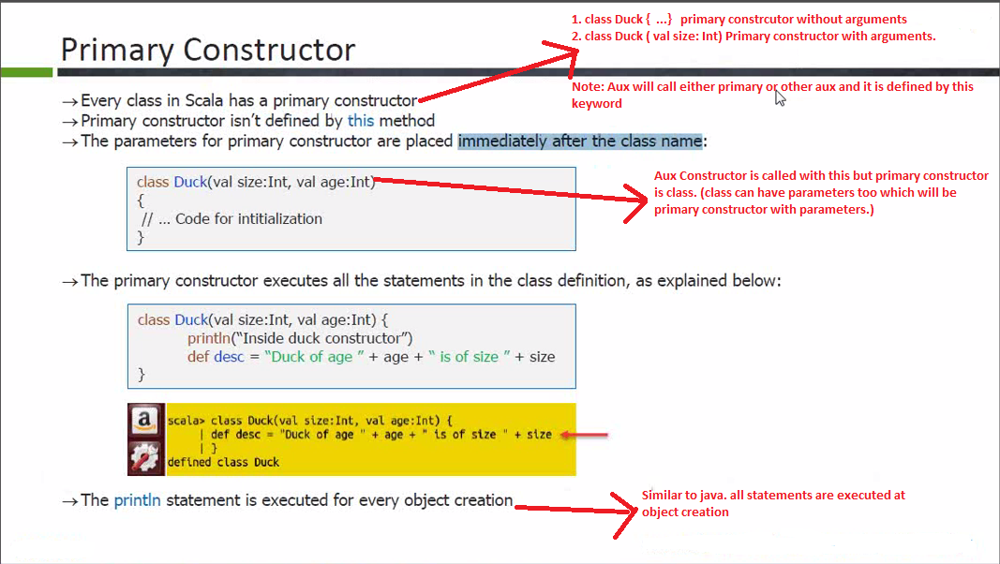 1. class Duck { ...} primary constrcutor without arguments
2. class Duck ( val size: Int) Primary constructor with arguments.
Primary Constructor
Note: Aux will call either primary or other aux and it is defined by this
keyword
→Every class in Scala has a primary constructor
→Primary constructor isn't defined by this method
→The parameters for primary constructor are placed immediately after the class name:
class Duck(val size:Int, val age:Int)
{
// ... Code for intitialization
}
Aux Constructor is called with this but primary constructor
is class. (class can have parameters too which will be
primary constructor with parameters.)
→The primary constructor executes all the statements in the class definition, as explained below:
class Duck(val size:Int, val age:Int) {
println("Inside duck constructor")
def desc = "Duck of age " + age + " is of size " + size
}
a
scala> class Duck(val size:Int, val age:Int) {
| def desc = "Duck of age " + age + " is of size " + size
| }
defined class Duck
→The println statement is executed for every object creation
Similar to java. all statements are executed at
object creation